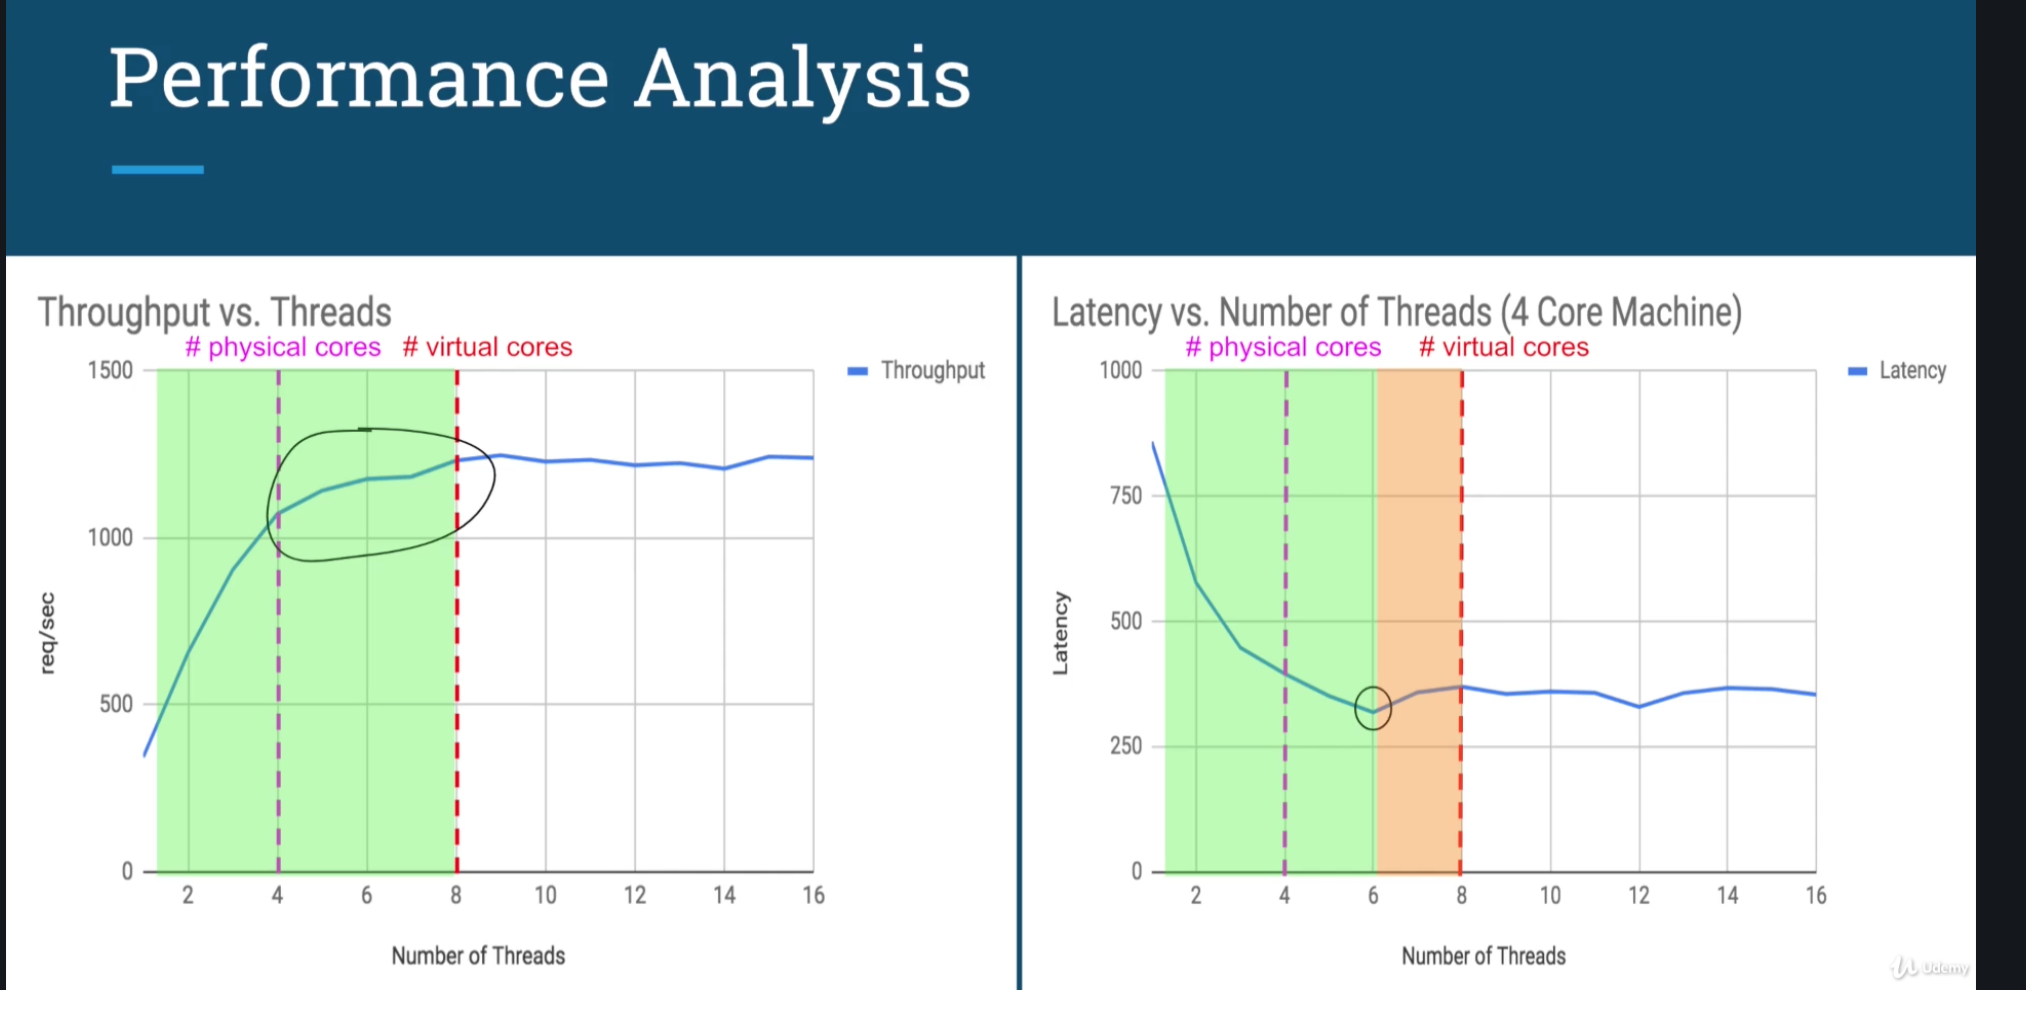 Performance Analysis
Throughput vs. Threads
# physical cores # virtual cores
Throughput
1500
1000
500
0
req/sec
2 4 6 8 10 12 14 16
Number of Threads
Latency vs. Number of Threads (4 Core Machine)
# physical cores # virtual cores
Latency
1000
750
500
250
0
Latency
2 4 6 8 10 12 14 16
Number of Threads
Udemy